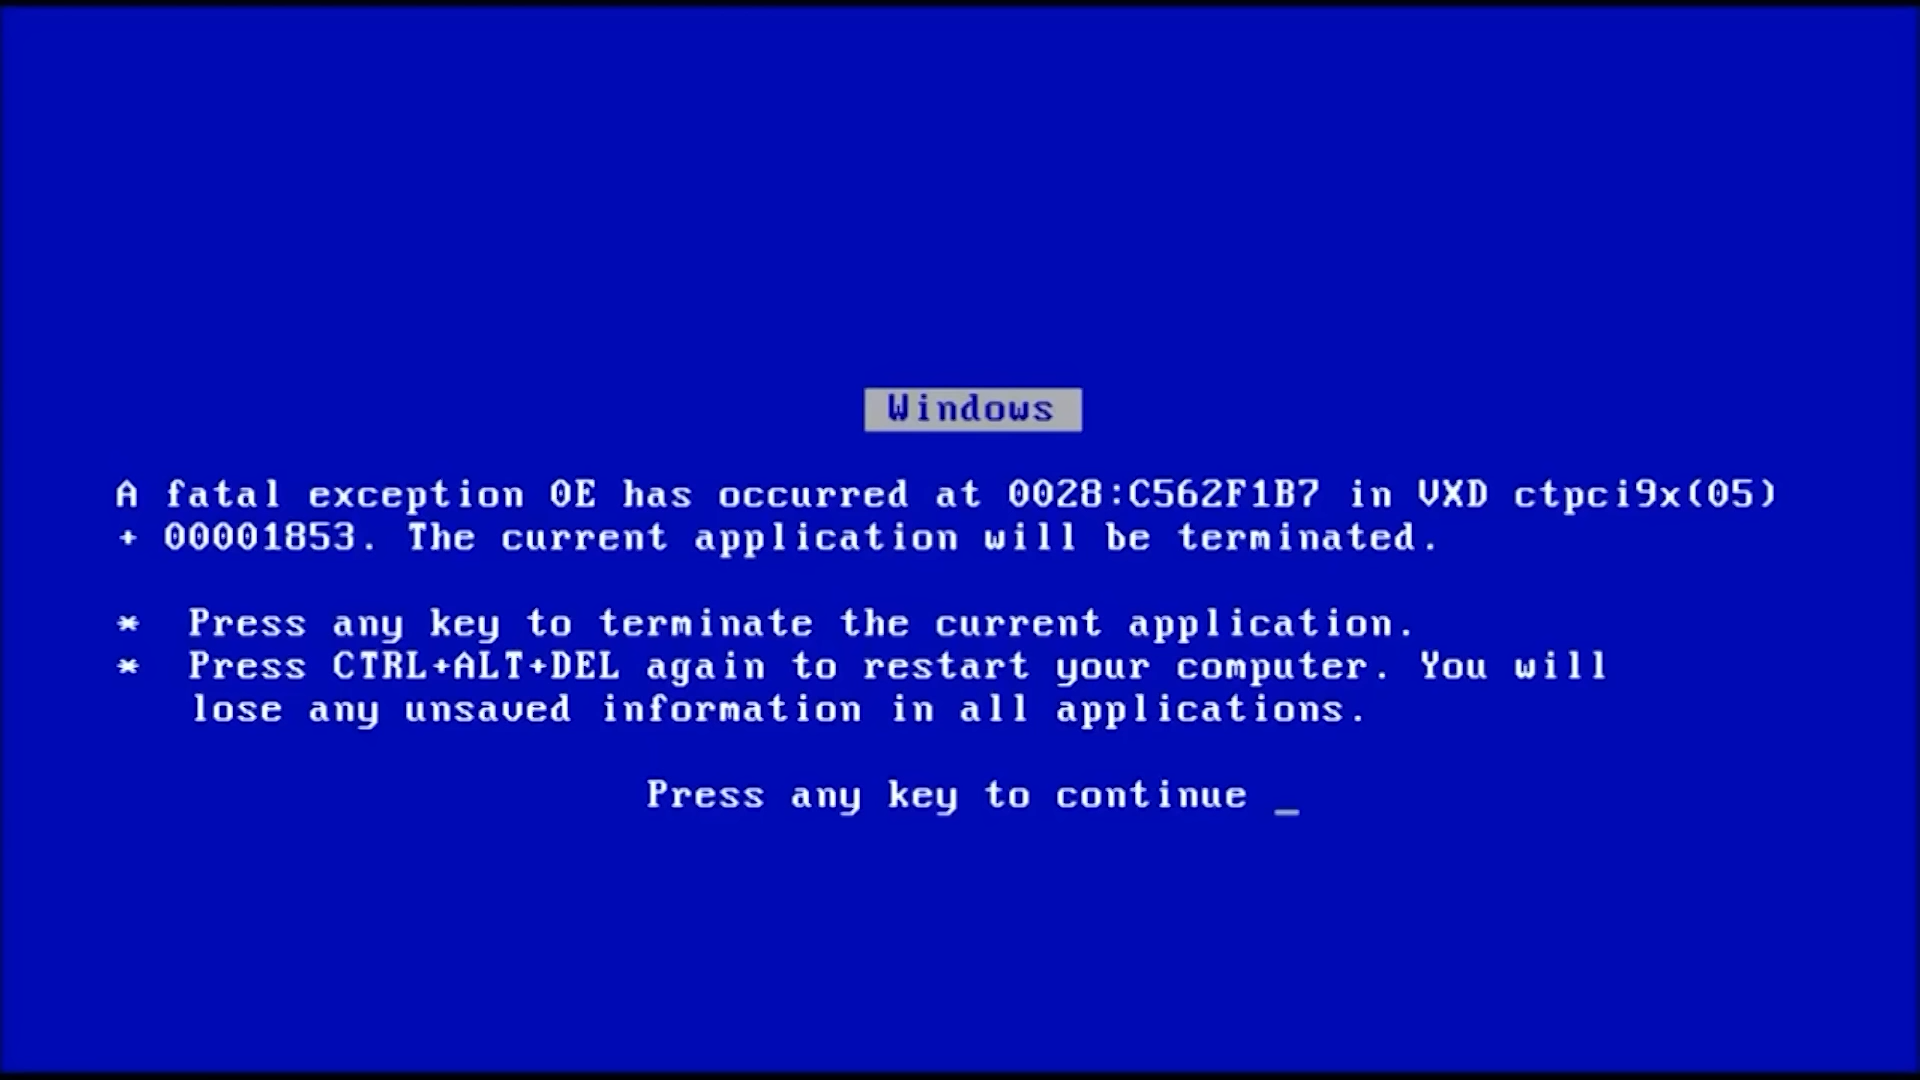 Windows
A fatal exception 0E has occurred at 0028:C562F1B7 in VXD ctpci9x(05)
+ 00001853. The current application will be terminated.
* Press any key to terminate the current application.
* Press CTRL+ALT+DEL again to restart your computer. You will
lose any unsaved information in all applications.
Press any key to continue _